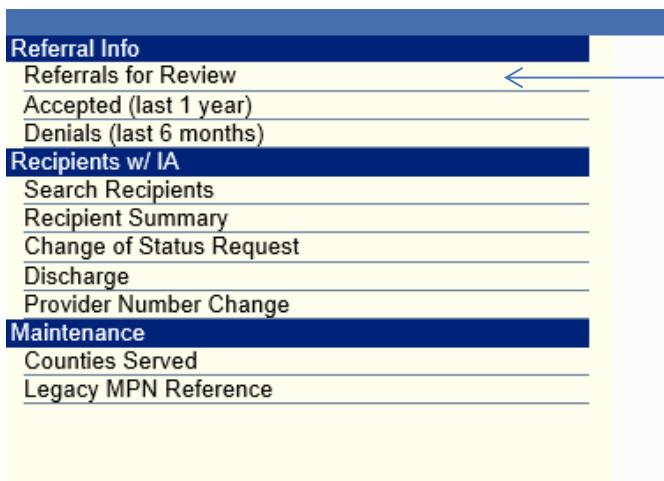 Referral Info
Referrals for Review
Accepted (last 1 year)
Denials (last 6 months)
Recipients w/ IA
Search Recipients
Recipient Summary
Change of Status Request
Discharge
Provider Number Change
Maintenance
Counties Served
Legacy MPN Reference